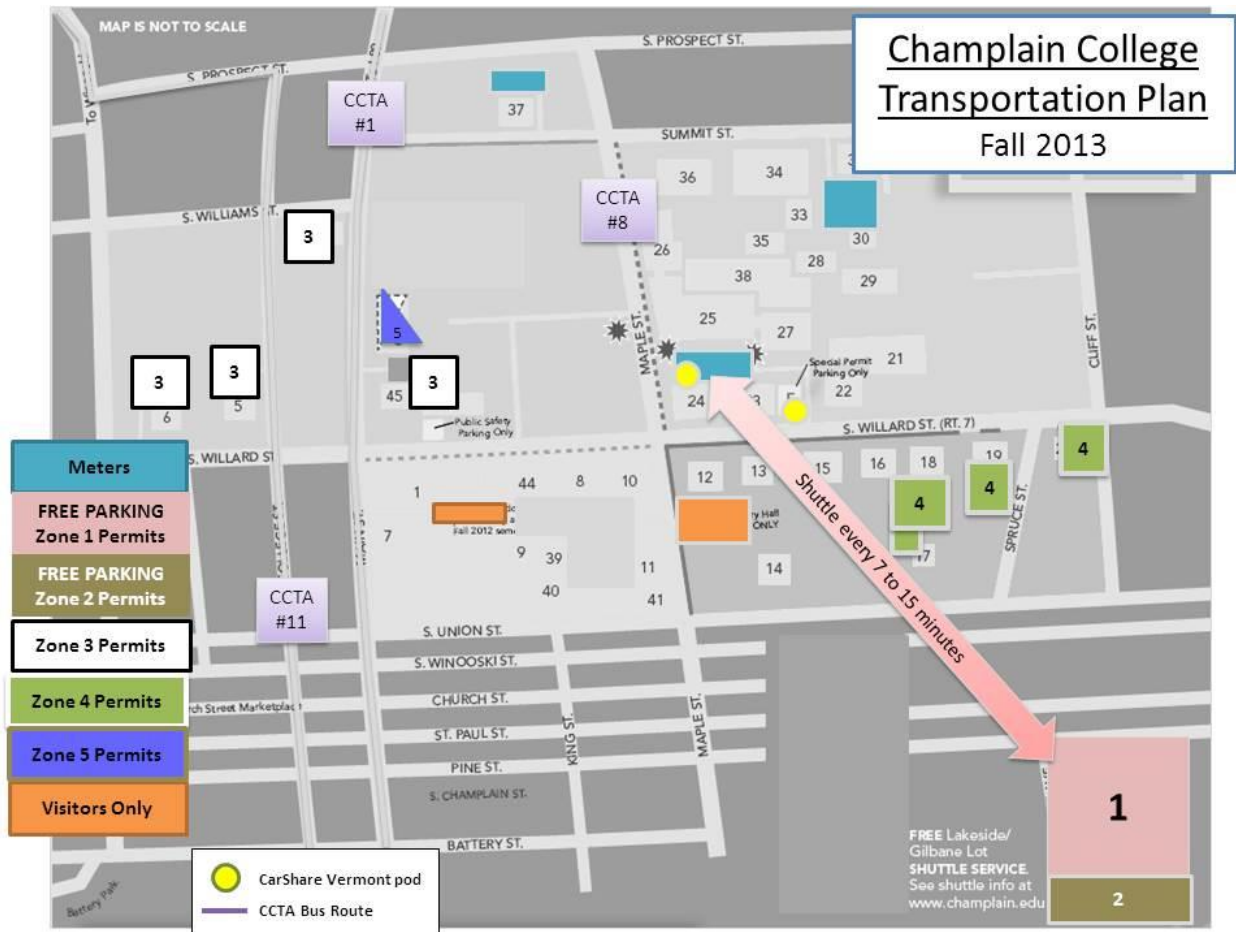 MAP IS NOT TO SCALE
Champlain College
Transportation Plan
Fall 2013
S. PROSPECT ST.
S. PROSPECT ST.
CCTA
#1
37
SUMMIT ST.
36
34
CCTA
#8
33
S. WILLIAMS ST.
3
26
35
30
28
38
29
5
25
27
MAPLE ST.
CLIFF ST.
21
3
3
3
6
5
45
Special Permit
Parking Only
24
22
Public Safety
Parking Only
S. WILLARD ST. (RT. 7)
S. WILLARD ST
12
13
15
16
18
19
4
4
4
17
14
SPRUCE ST.
1
44
8
10
Fall 2012
7
9
39
40
11
41
Shuttle every 7 to 15 minutes
Meters
FREE PARKING
Zone 1 Permits
FREE PARKING
Zone 2 Permits
Zone 3 Permits
Zone 4 Permits
Zone 5 Permits
Visitors Only
CCTA
#11
S. UNION ST.
S. WINOOSKI ST.
CHURCH ST.
Street Marketplace
ST. PAUL ST.
PINE ST.
S. CHAMPLAIN ST.
BATTERY ST.
KING ST.
MAPLE ST.
Battery Park
1
2
FREE Lakeside/
Gilbane Lot
SHUTTLE SERVICE.
See shuttle info at
www.champlain.edu
CarShare Vermont pod
CCTA Bus Route